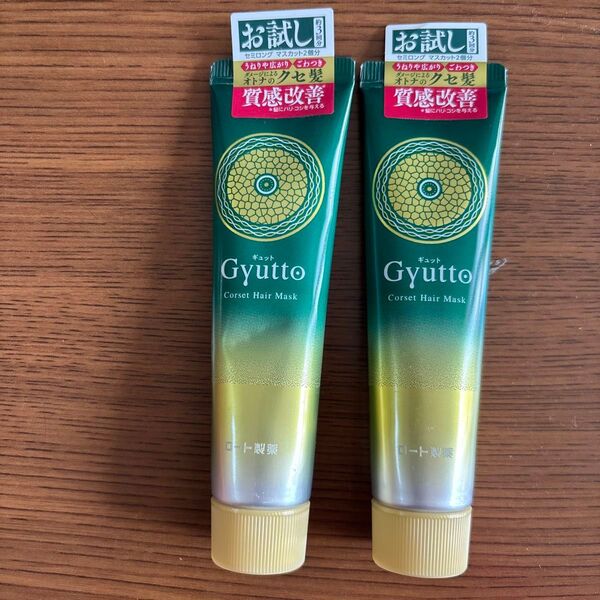 お試し
約3回分
セミロング マスカット2個分
うねりや広がり ごわつき
ダメージによる
オトナのクセ髪
質感改善
*髪にハリ・コシを与える
ギュット
Gyutto
Corset Hair Mask
ロート製薬
お試し
約3回分
セミロング マスカット2個分
うねりや広がり ごわつき
ダメージによる
オトナのクセ髪
質感改善
*髪にハリ・コシを与える
ギュット
Gyutto
Corset Hair Mask
ロート製薬